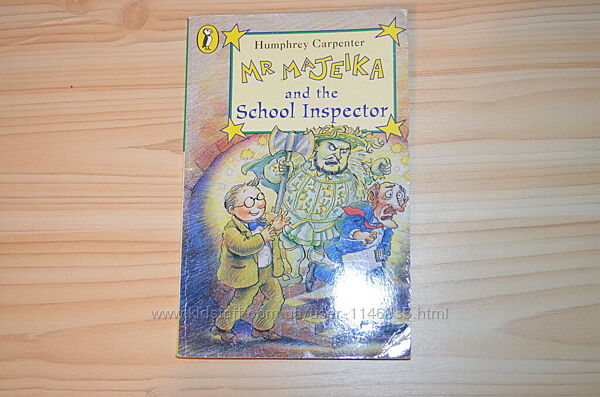 Humphrey Carpenter
MR MAJEIKA
and the
School Inspector